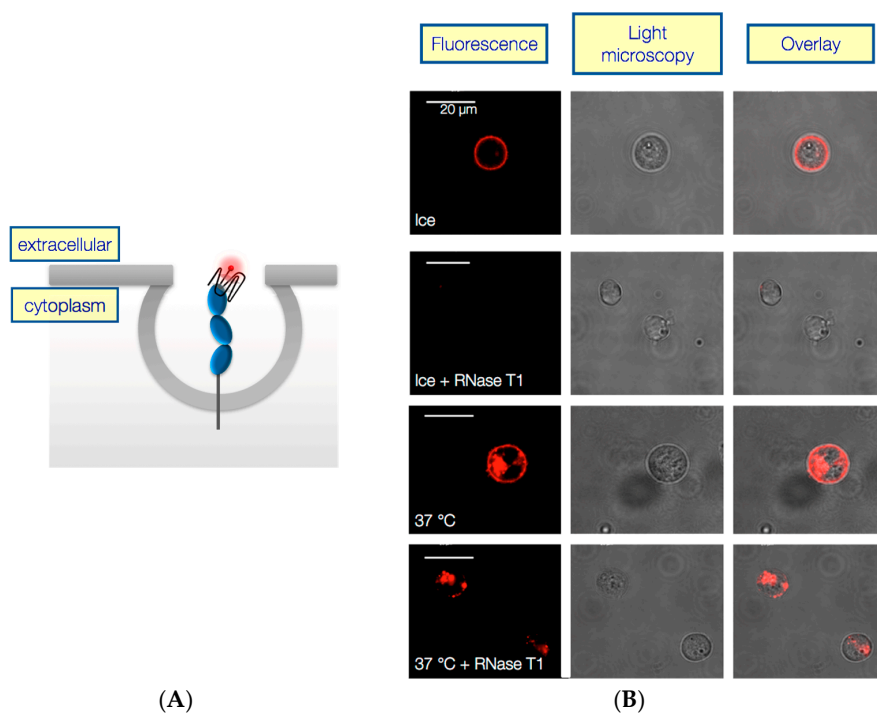 extracellular
cytoplasm
(A)
Fluorescence
Light
microscopy
Overlay
20 µm
Ice
Ice + RNase T1
37 °C
37 °C + RNase T1
(B)